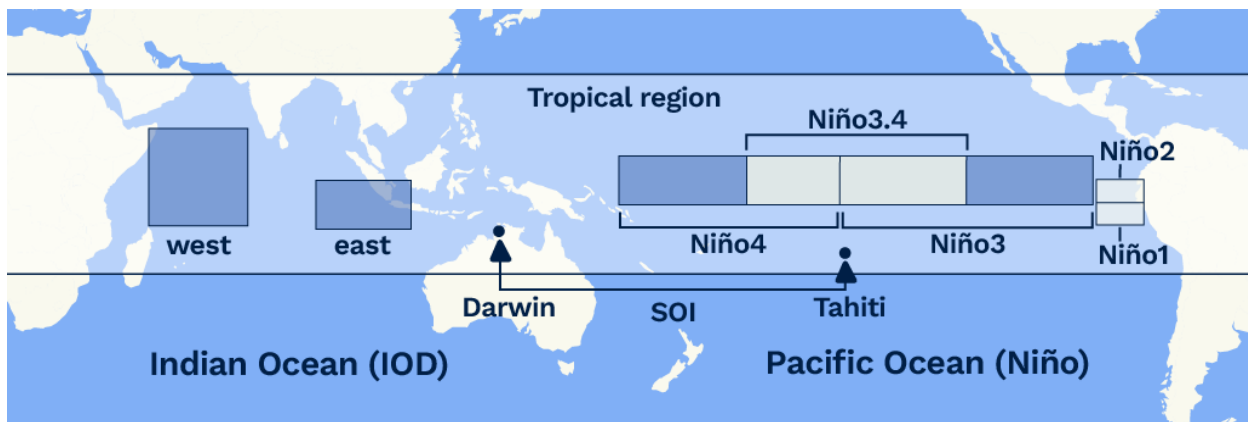 Tropical region
Niño3.4
Niño2
west
east
Niño4
Niño3
Niño1
Darwin
SOI
Tahiti
Indian Ocean (IOD)
Pacific Ocean (Niño)